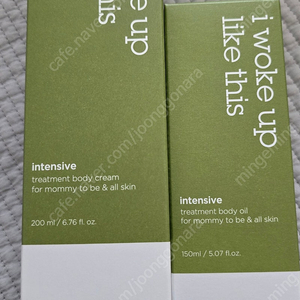 e up
this
intensive
treatment body cream
for mommy to be & all skin
200 ml / 6.76 fl. oz.
i woke up
like this
intensive
treatment body oil
for mommy to be & all skin
150ml / 5.07 fl. oz.
cafe.naver.com/joonggonara